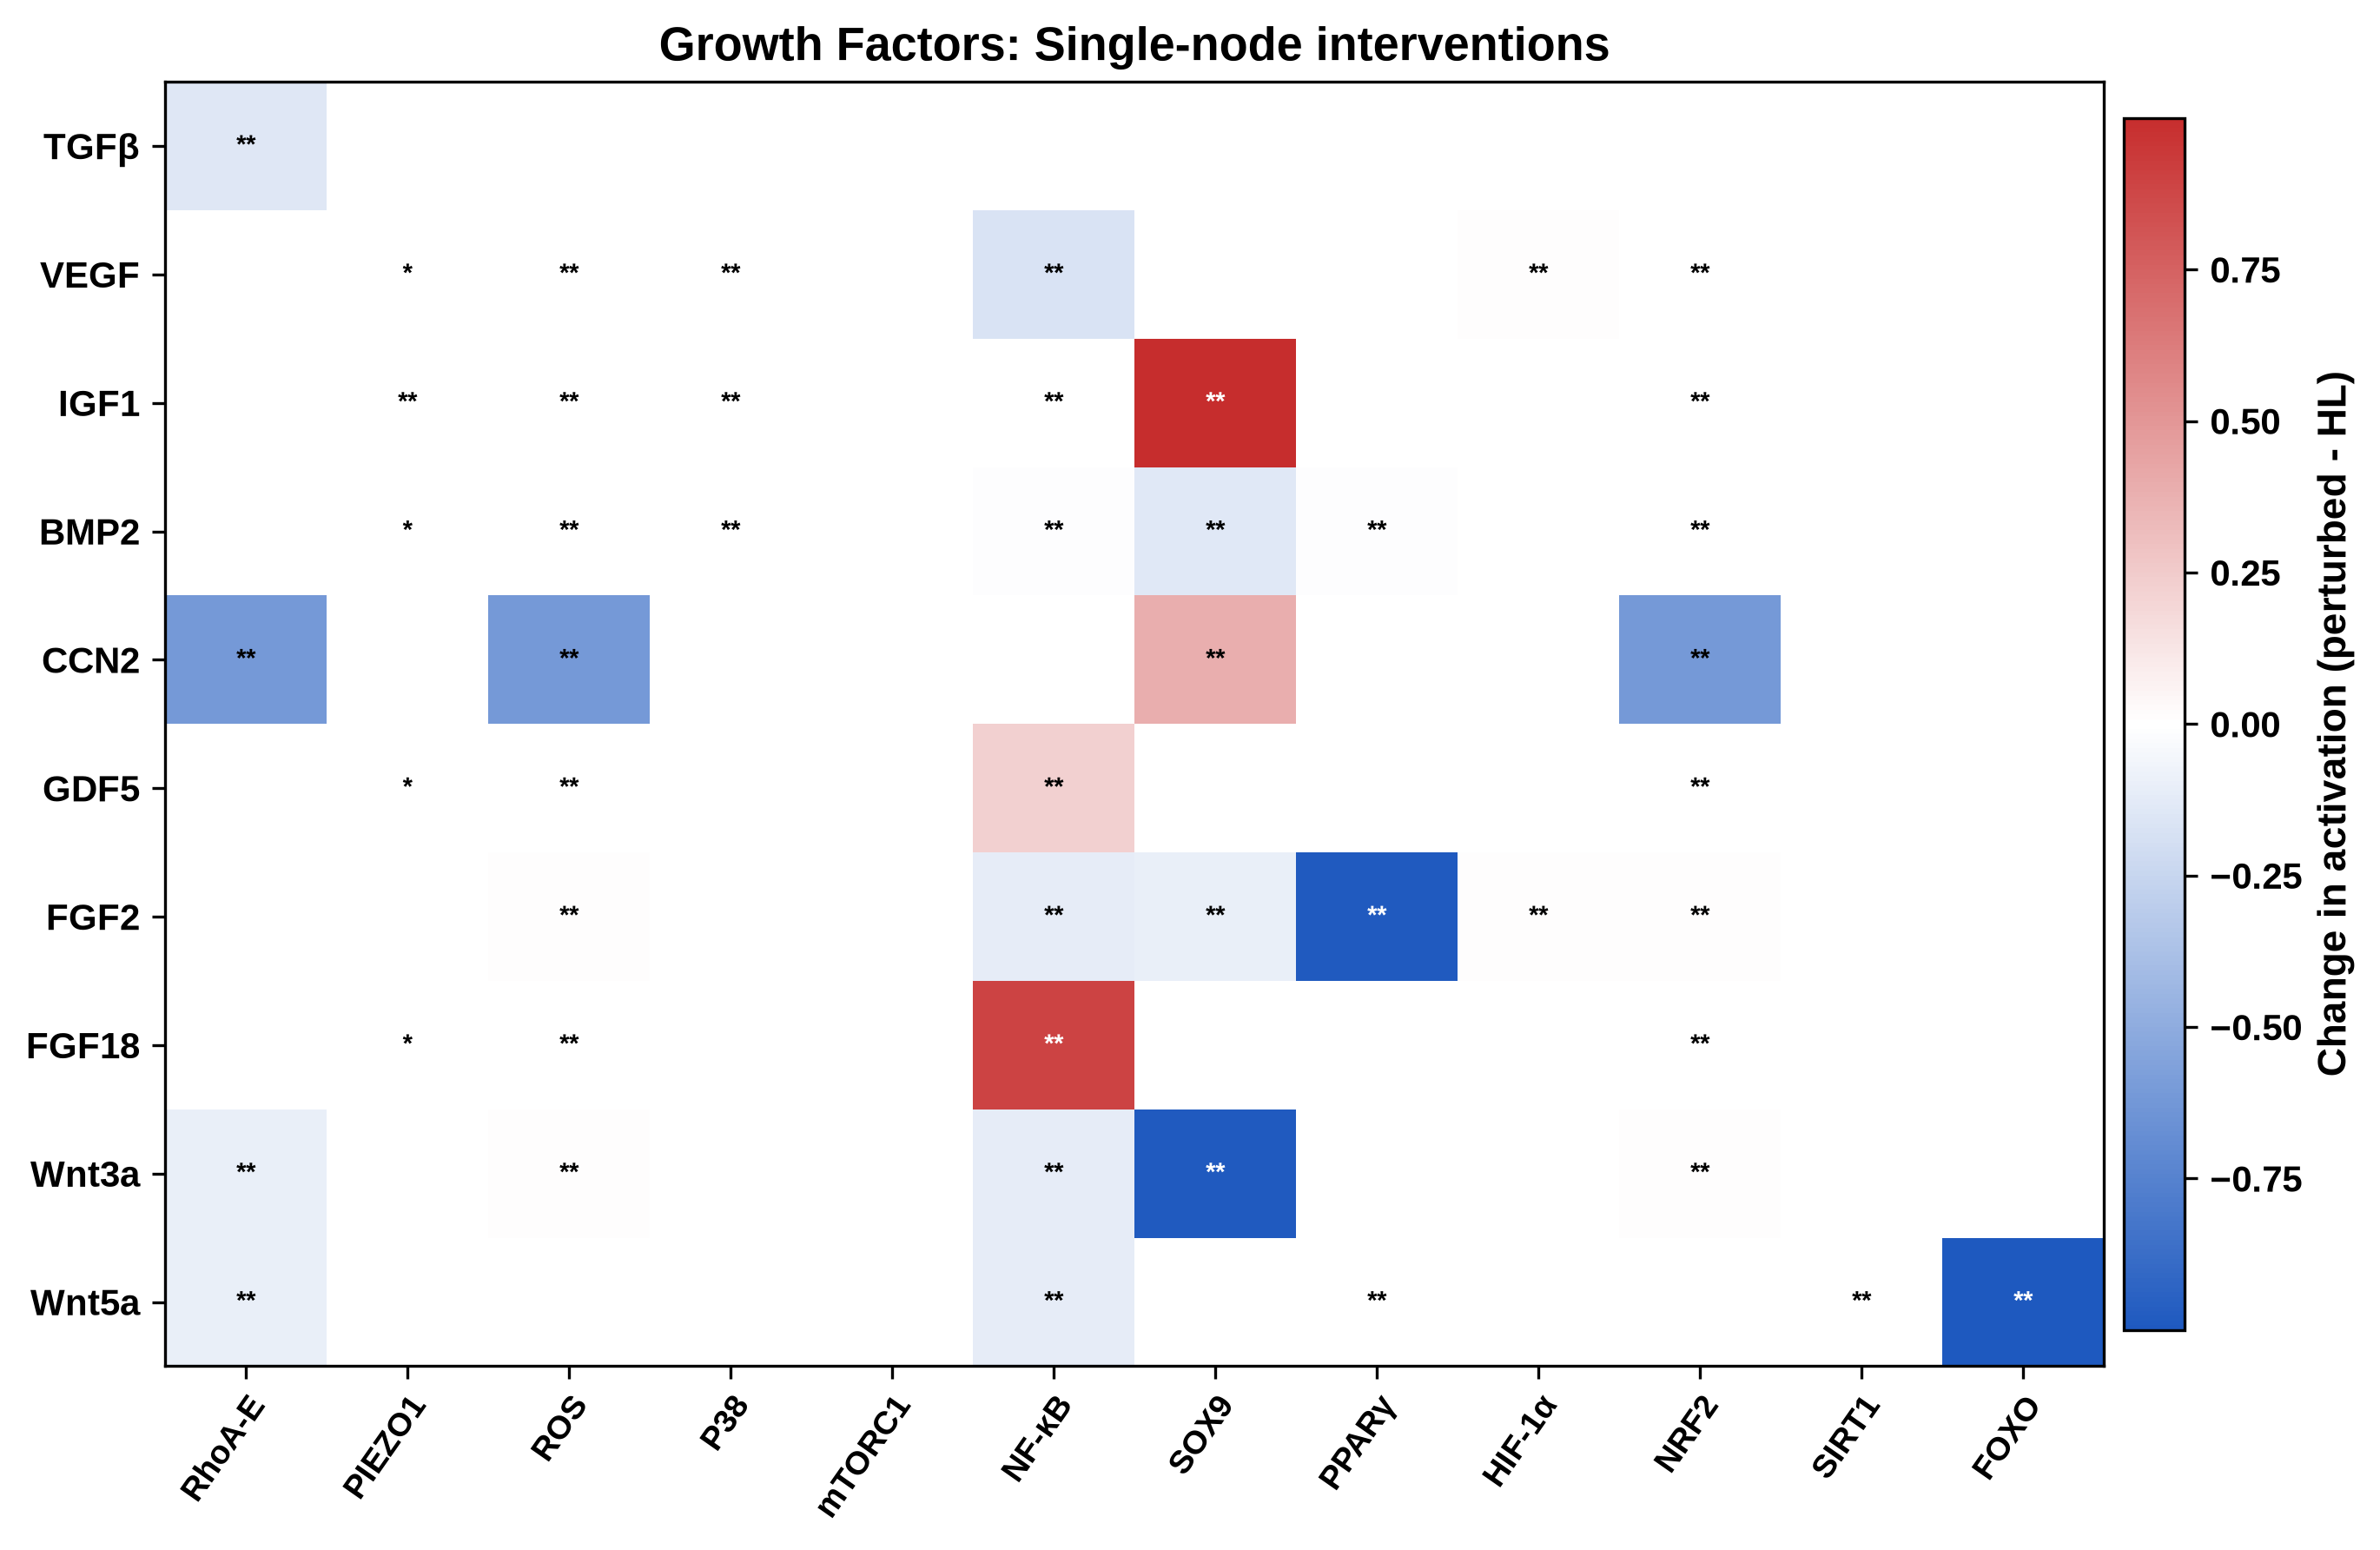 Growth Factors: Single-node interventions
TGFβ **
VEGF * ** ** ** ** **
IGF1 ** ** ** ** ** **
BMP2 * ** ** ** ** ** **
CCN2 ** ** ** **
GDF5 * ** ** **
FGF2 ** ** ** ** ** **
FGF18 * ** ** **
Wnt3a ** ** ** ** **
Wnt5a ** ** ** ** **
RhoA-E PIEZO1 ROS P38 mTORC1 NF-κB SOX9 PPARγ HIF-1α NRF2 SIRT1 FOXO
0.75
0.50
0.25
0.00
−0.25
−0.50
−0.75
Change in activation (perturbed - HL)